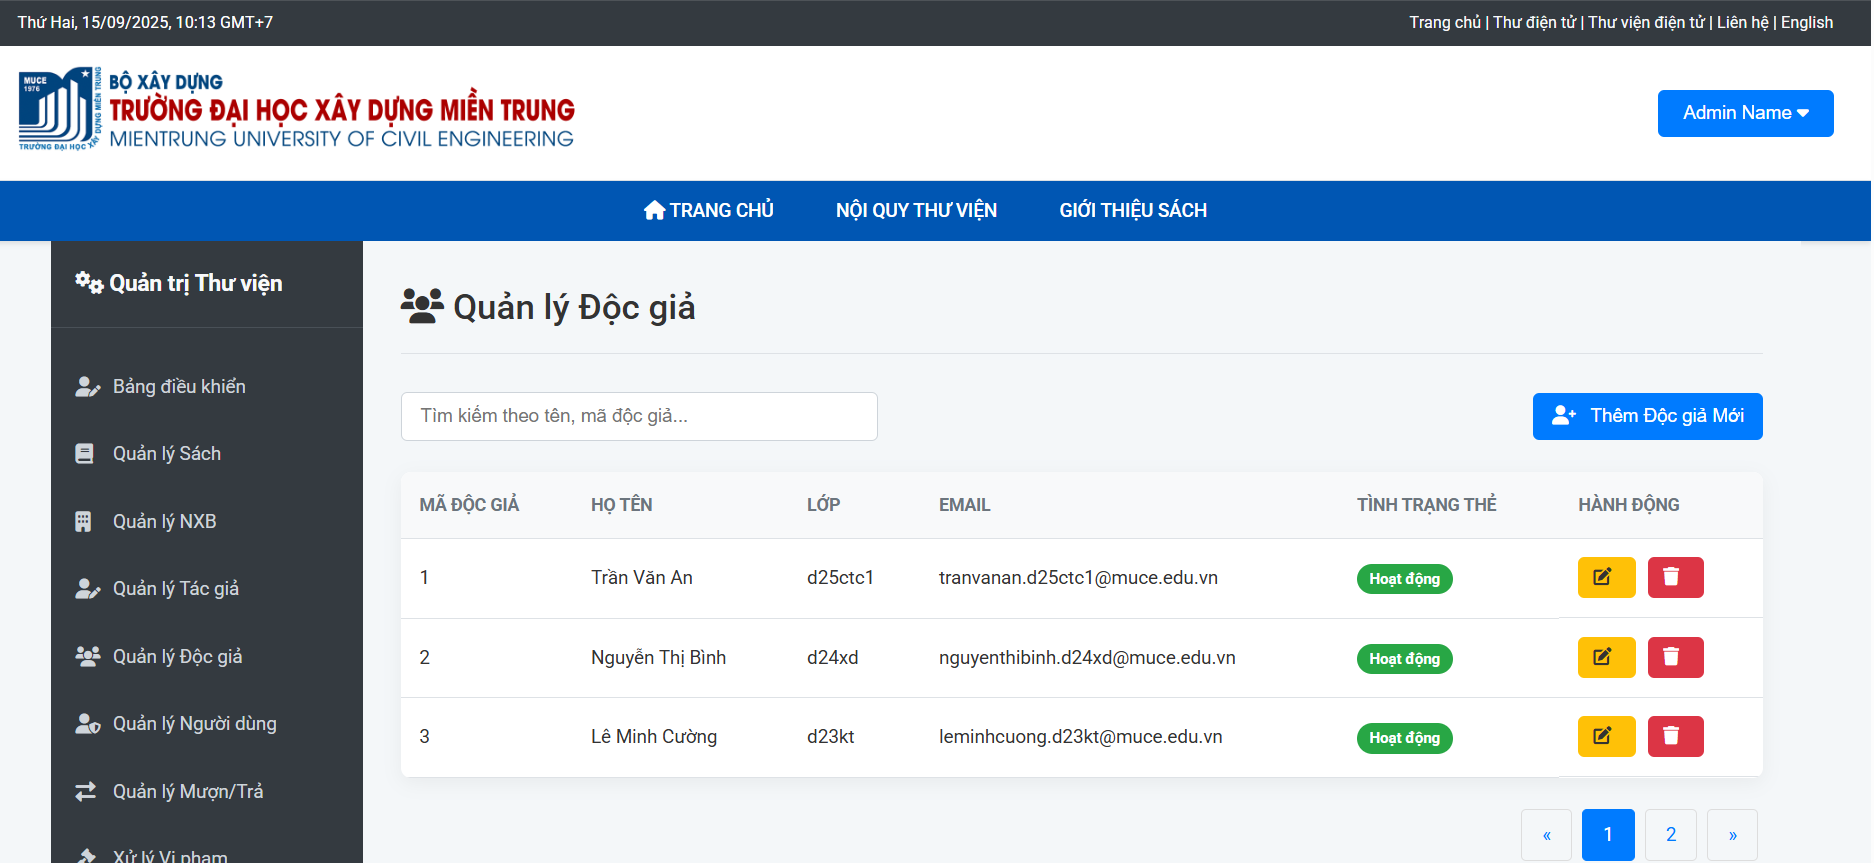 Thứ Hai, 15/09/2025, 10:13 GMT+7
Trang chủ | Thư điện tử | Thư viện điện tử | Liên hệ | English
MUCE
1976
XÂY DỰNG MIỀN TRUNG
TRƯỜNG ĐẠI HỌC
BỘ XÂY DỰNG
TRƯỜNG ĐẠI HỌC XÂY DỰNG MIỀN TRUNG
MIENTRUNG UNIVERSITY OF CIVIL ENGINEERING
Admin Name
TRANG CHỦ NỘI QUY THƯ VIỆN GIỚI THIỆU SÁCH
Quản trị Thư viện
Bảng điều khiển
Quản lý Sách
Quản lý NXB
Quản lý Tác giả
Quản lý Độc giả
Quản lý Người dùng
Quản lý Mượn/Trả
Xử lý Vi phạm
Quản lý Độc giả
Tìm kiếm theo tên, mã độc giả...
Thêm Độc giả Mới
MÃ ĐỘC GIẢ HỌ TÊN LỚP EMAIL TÌNH TRẠNG THẺ HÀNH ĐỘNG
1 Trần Văn An d25ctc1 tranvanan.d25ctc1@muce.edu.vn Hoạt động
2 Nguyễn Thị Bình d24xd nguyenthibinh.d24xd@muce.edu.vn Hoạt động
3 Lê Minh Cường d23kt leminhcuong.d23kt@muce.edu.vn Hoạt động
« 1 2 »